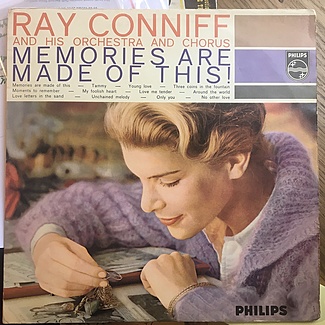 RAY CONNIFF
AND HIS ORCHESTRA AND CHORUS
MEMORIES ARE
MADE OF THIS!
PHILIPS
Memories are made of this — Tammy — Young love — Three coins in the fountain
Moments to remember — My foolish heart — Love me tender — Around the world
Love letters in the sand — Unchained melody — Only you — No other love
PHILIPS